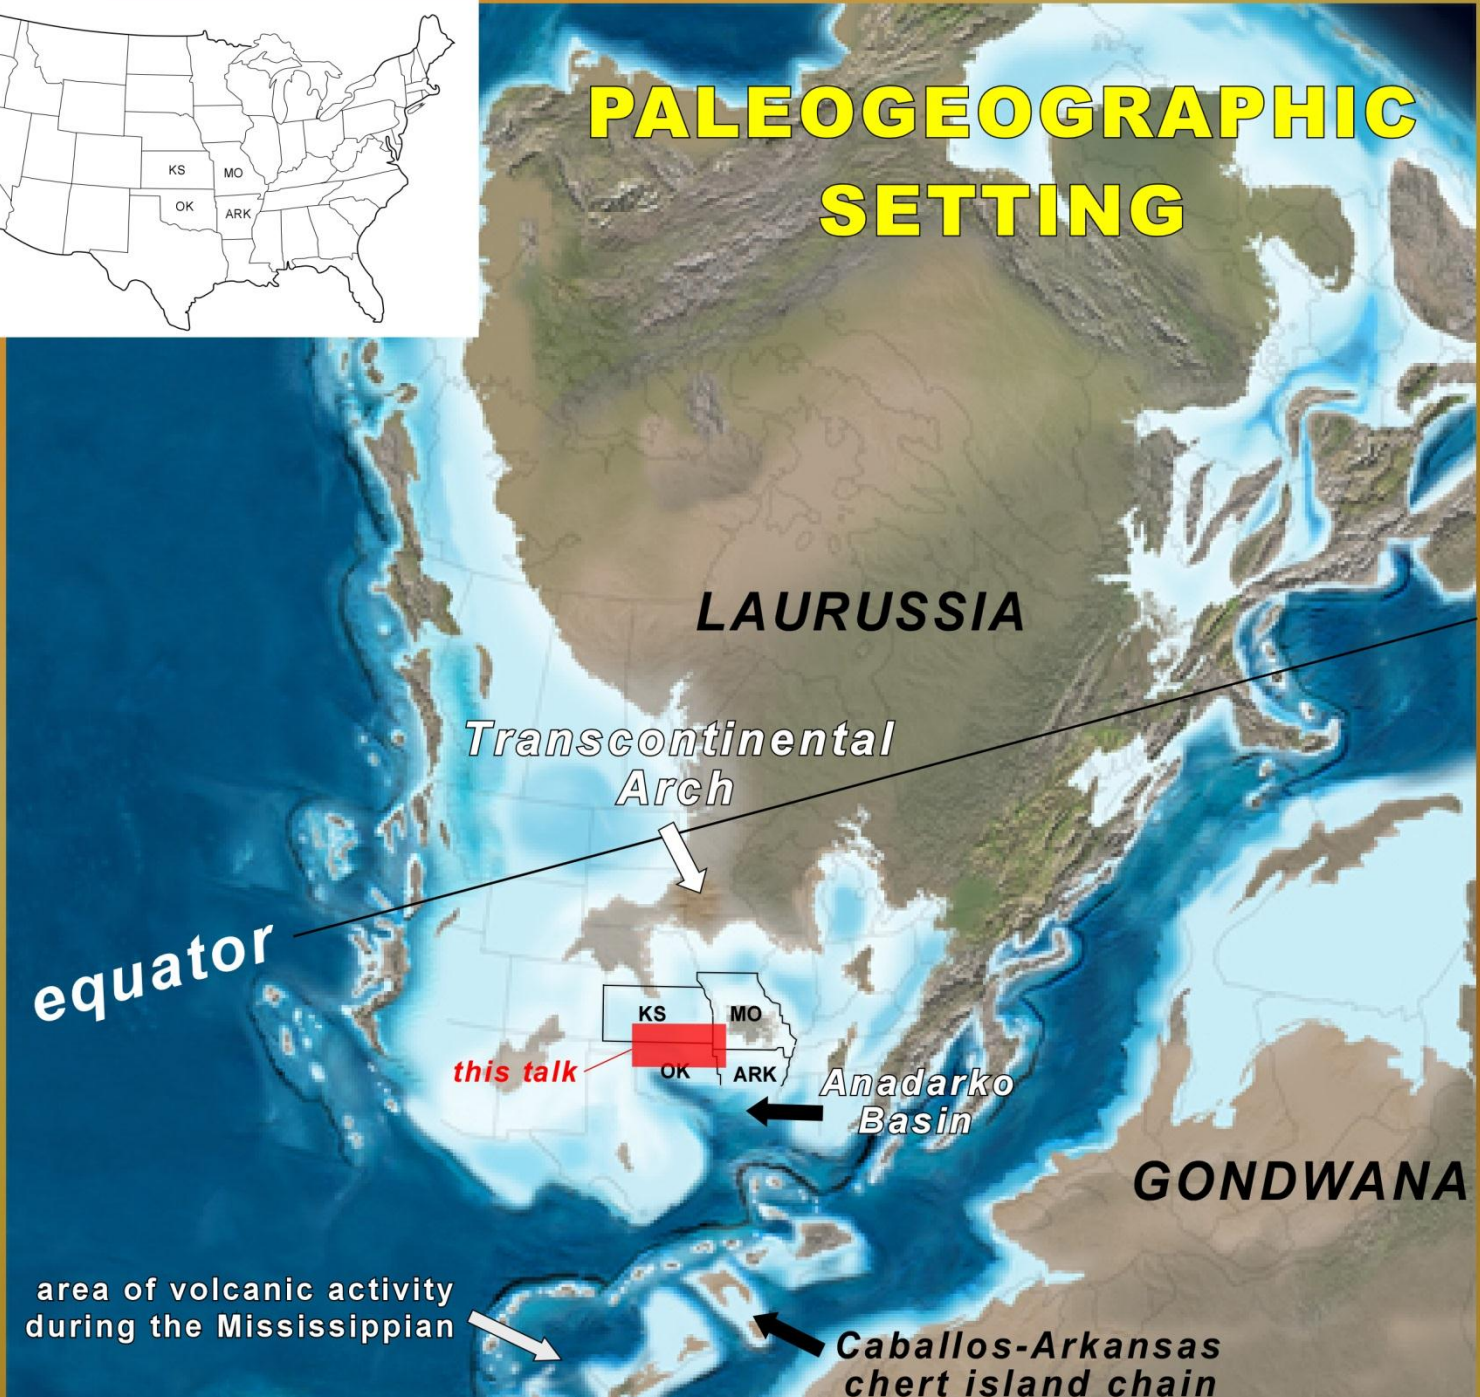 KS
MO
OK
ARK
PALEOGEOGRAPHIC
SETTING
LAURUSSIA
Transcontinental
Arch
equator
KS
MO
this talk
OK
ARK
Anadarko
Basin
GONDWANA
area of volcanic activity
during the Mississippian
Caballos-Arkansas
chert island chain